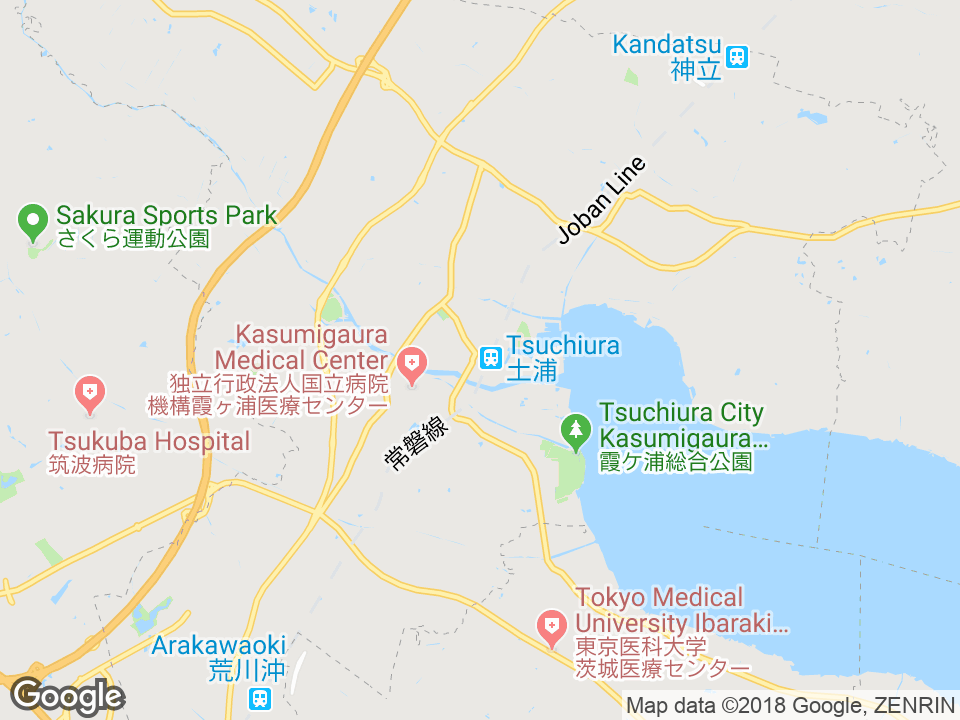 Kandatsu
神立
Joban Line
Sakura Sports Park
さくら運動公園
Kasumigaura
Medical Center
独立行政法人国立病院
機構霞ヶ浦医療センター
Tsuchiura
土浦
Tsukuba Hospital
筑波病院
常磐線
Tsuchiura City
Kasumigaura...
霞ケ浦総合公園
Tokyo Medical
University Ibaraki...
東京医科大学
茨城医療センター
Arakawaoki
荒川沖
Google
Map data ©2018 Google, ZENRIN